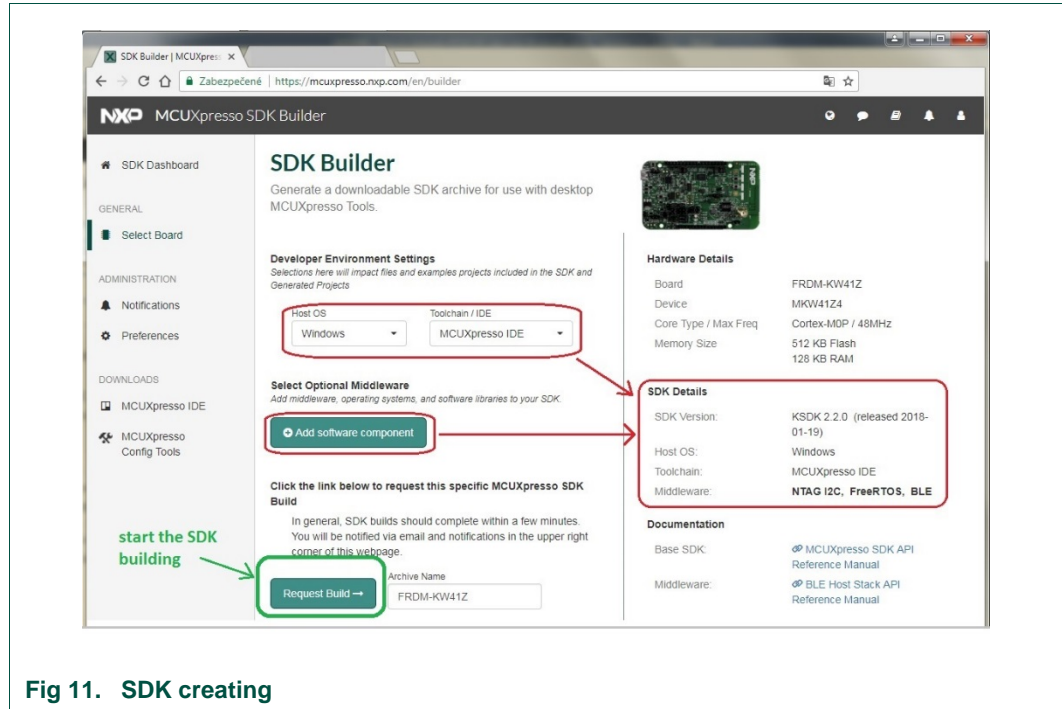 SDK Builder | MCUXpres
Zabezpečené | https://mcuxpresso.nxp.com/en/builder
NXP MCUXpresso SDK Builder
SDK Dashboard
GENERAL
Select Board
ADMINISTRATION
Notifications
Preferences
DOWNLOADS
MCUXpresso IDE
MCUXpresso
Config Tools
start the SDK
building
SDK Builder
Generate a downloadable SDK archive for use with desktop
MCUXpresso Tools.
Developer Environment Settings
Selections here will impact files and examples projects included in the SDK and
Generated Projects
Host OS Toolchain / IDE
Windows MCUXpresso IDE
Select Optional Middleware
Add middleware, operating systems, and software libraries to your SDK.
Add software component
Click the link below to request this specific MCUXpresso SDK
Build
In general, SDK builds should complete within a few minutes.
You will be notified via email and notifications in the upper right
corner of this webpage.
Archive Name
Request Build → FRDM-KW41Z
NXP
Hardware Details
Board FRDM-KW41Z
Device MKW41Z4
Core Type / Max Freq Cortex-M0P / 48MHz
Memory Size 512 KB Flash
128 KB RAM
SDK Details
SDK Version: KSDK 2.2.0 (released 2018-
01-19)
Host OS: Windows
Toolchain: MCUXpresso IDE
Middleware: NTAG I2C, FreeRTOS, BLE
Documentation
Base SDK: MCUXpresso SDK API
Reference Manual
Middleware: BLE Host Stack API
Reference Manual
Fig 11. SDK creating